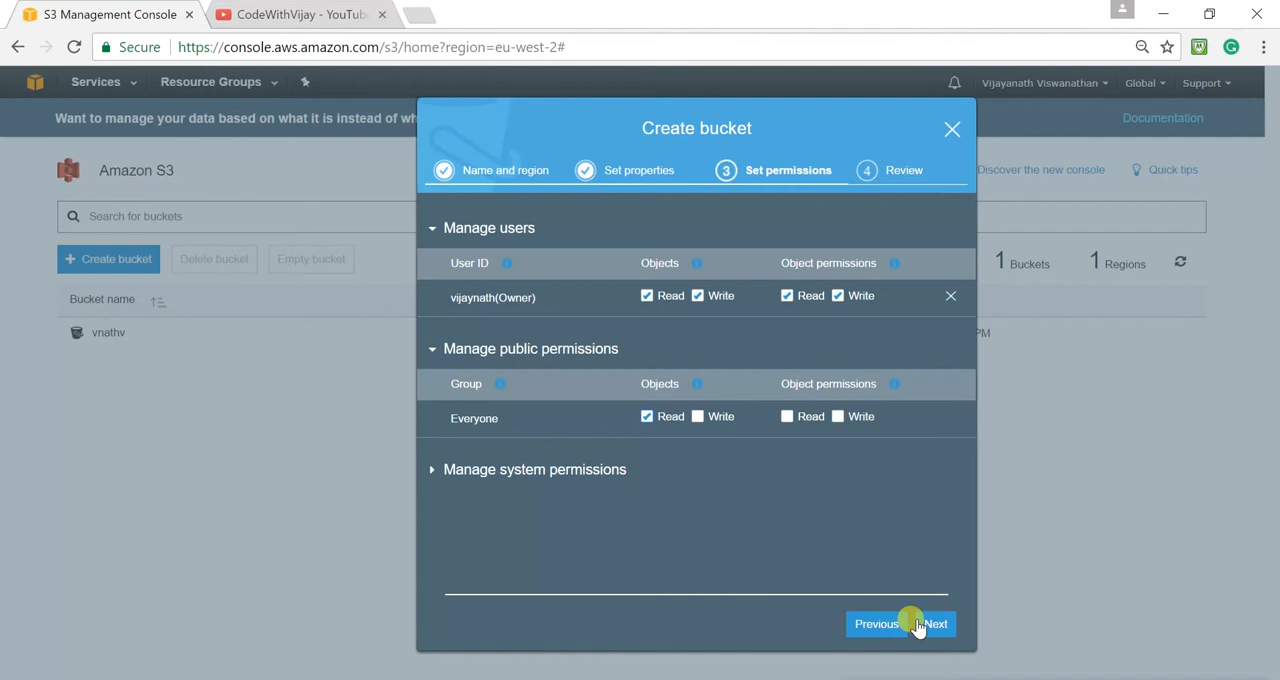 S3 Management Console
CodeWithVijay - YouTub
Secure
https://console.aws.amazon.com/s3/home?region=eu-west-2#
Services
Resource Groups
Vijayanath Viswanathan
Global
Support
Want to manage your data based on what it is instead of wh
Documentation
Amazon S3
Discover the new console
Quick tips
Search for buckets
Create bucket
Delete bucket
Empty bucket
1 Buckets
1 Regions
Bucket name
vnathv
PM
Create bucket
Name and region
Set properties
3 Set permissions
4 Review
Manage users
User ID
Objects
Object permissions
vijaynath(Owner)
Read
Write
Read
Write
Manage public permissions
Group
Objects
Object permissions
Everyone
Read
Write
Read
Write
Manage system permissions
Previous
Next